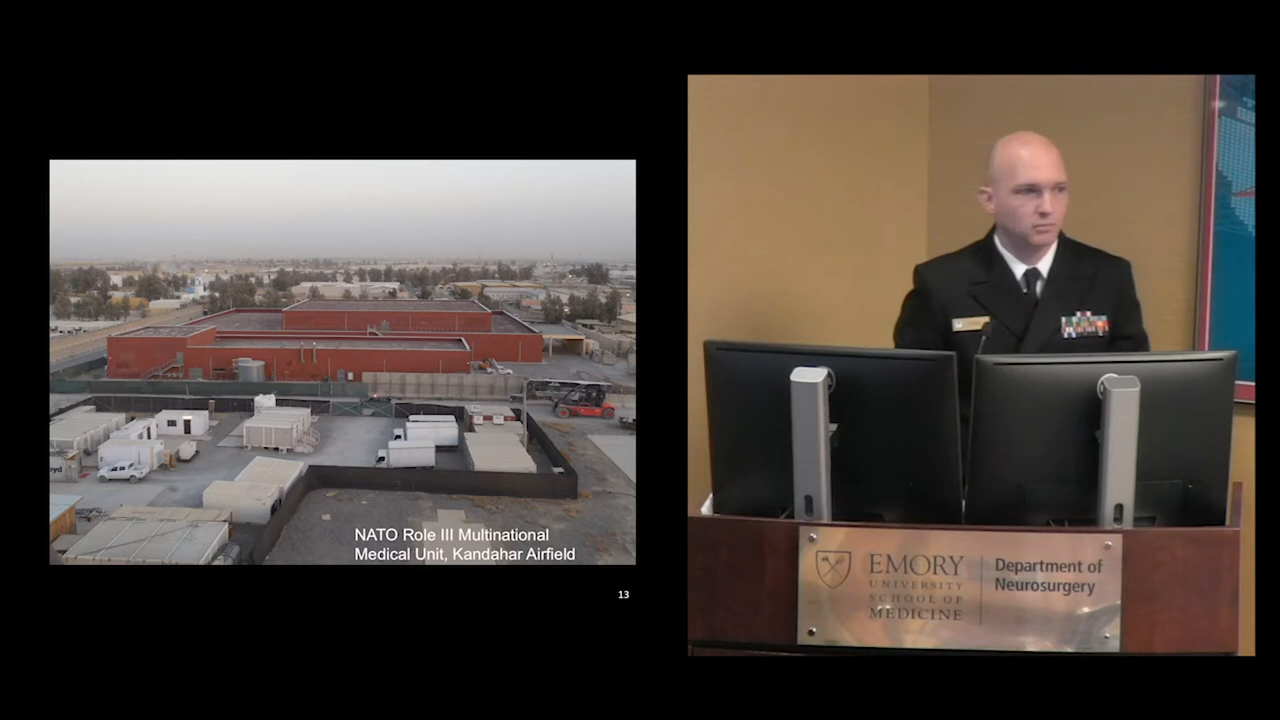 NATO Role III Multinational
Medical Unit, Kandahar Airfield
13
EMORY
UNIVERSITY
SCHOOL OF
MEDICINE
Department of
Neurosurgery